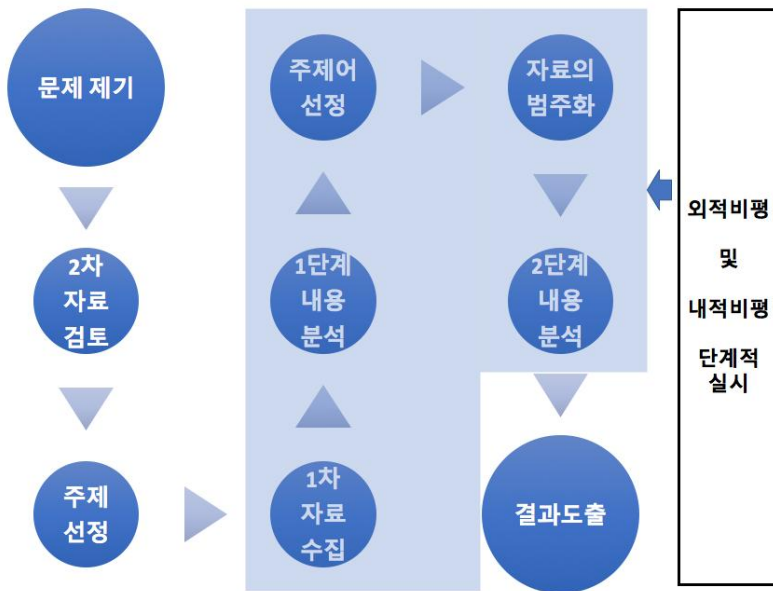 문제 제기
2차
자료
검토
주제
선정
1차
자료
수집
1단계
내용
분석
주제어
선정
자료의
범주화
2단계
내용
분석
결과도출
외적비평
및
내적비평
단계적
실시